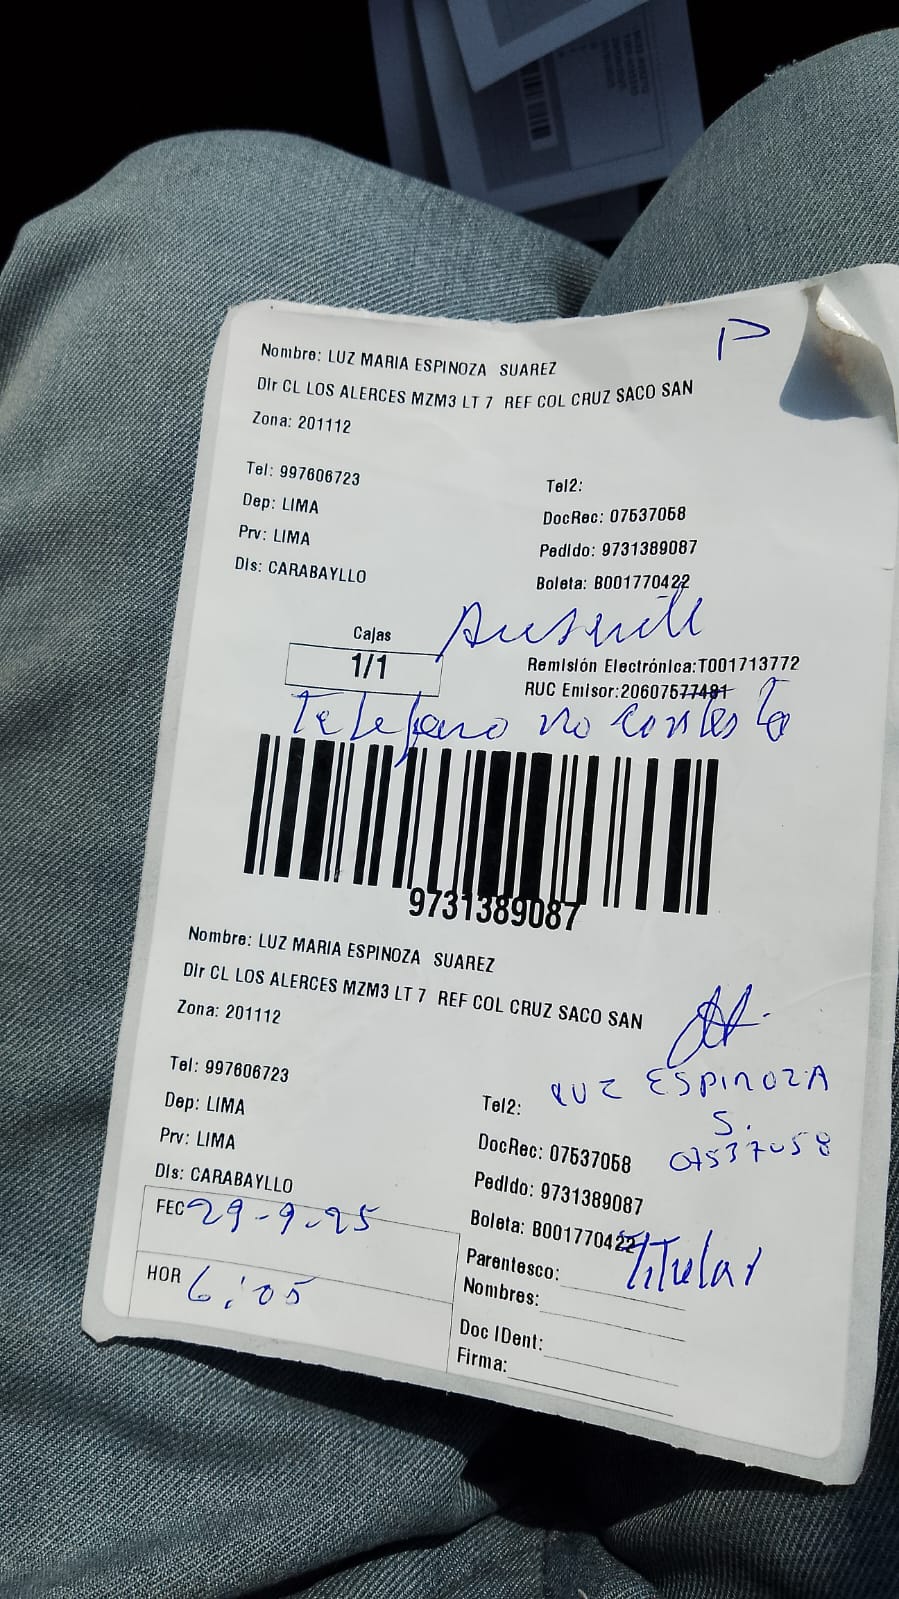 P
Nombre: LUZ MARIA ESPINOZA SUAREZ
Dir CL LOS ALERCES MZM3 LT 7 REF COL CRUZ SACO SAN
Zona: 201112
Tel: 997606723
Tel2:
Dep: LIMA
DocRec: 07537058
Prv: LIMA
Pedido: 9731389087
Dis: CARABAYLLO
Boleta: B001770422
Ausente
Cajas
1/1
Remisión Electrónica:T001713772
RUC Emisor:20607577491
Telefono no contesta
9731389087
Nombre: LUZ MARIA ESPINOZA SUAREZ
Dir CL LOS ALERCES MZM3 LT 7 REF COL CRUZ SACO SAN
Zona: 201112
Tel: 997606723
Tel2:
LUZ ESPINOZA
S.
07537058
Dep: LIMA
DocRec: 07537058
Prv: LIMA
Pedido: 9731389087
Dis: CARABAYLLO
Boleta: B001770422
FEC 29-9-25
Parentesco: Titular
Nombres:
HOR 6:05
Doc IDent:
Firma: